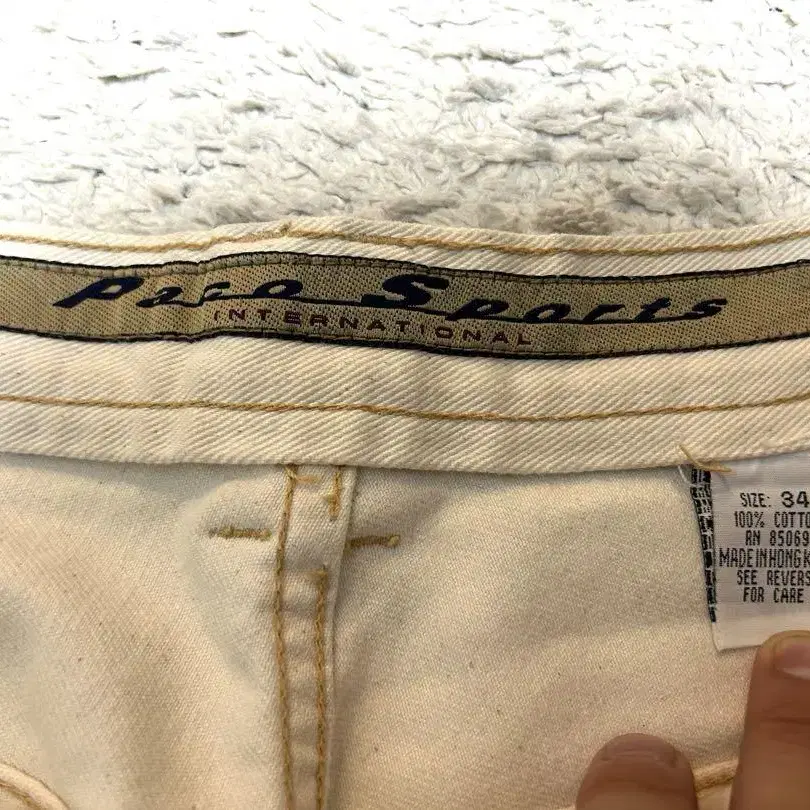 Paco Sports
INTERNATIONAL
SIZE: 34
100% COTTO
RN 85069
MADE IN HONG K
SEE REVERS
FOR CARE